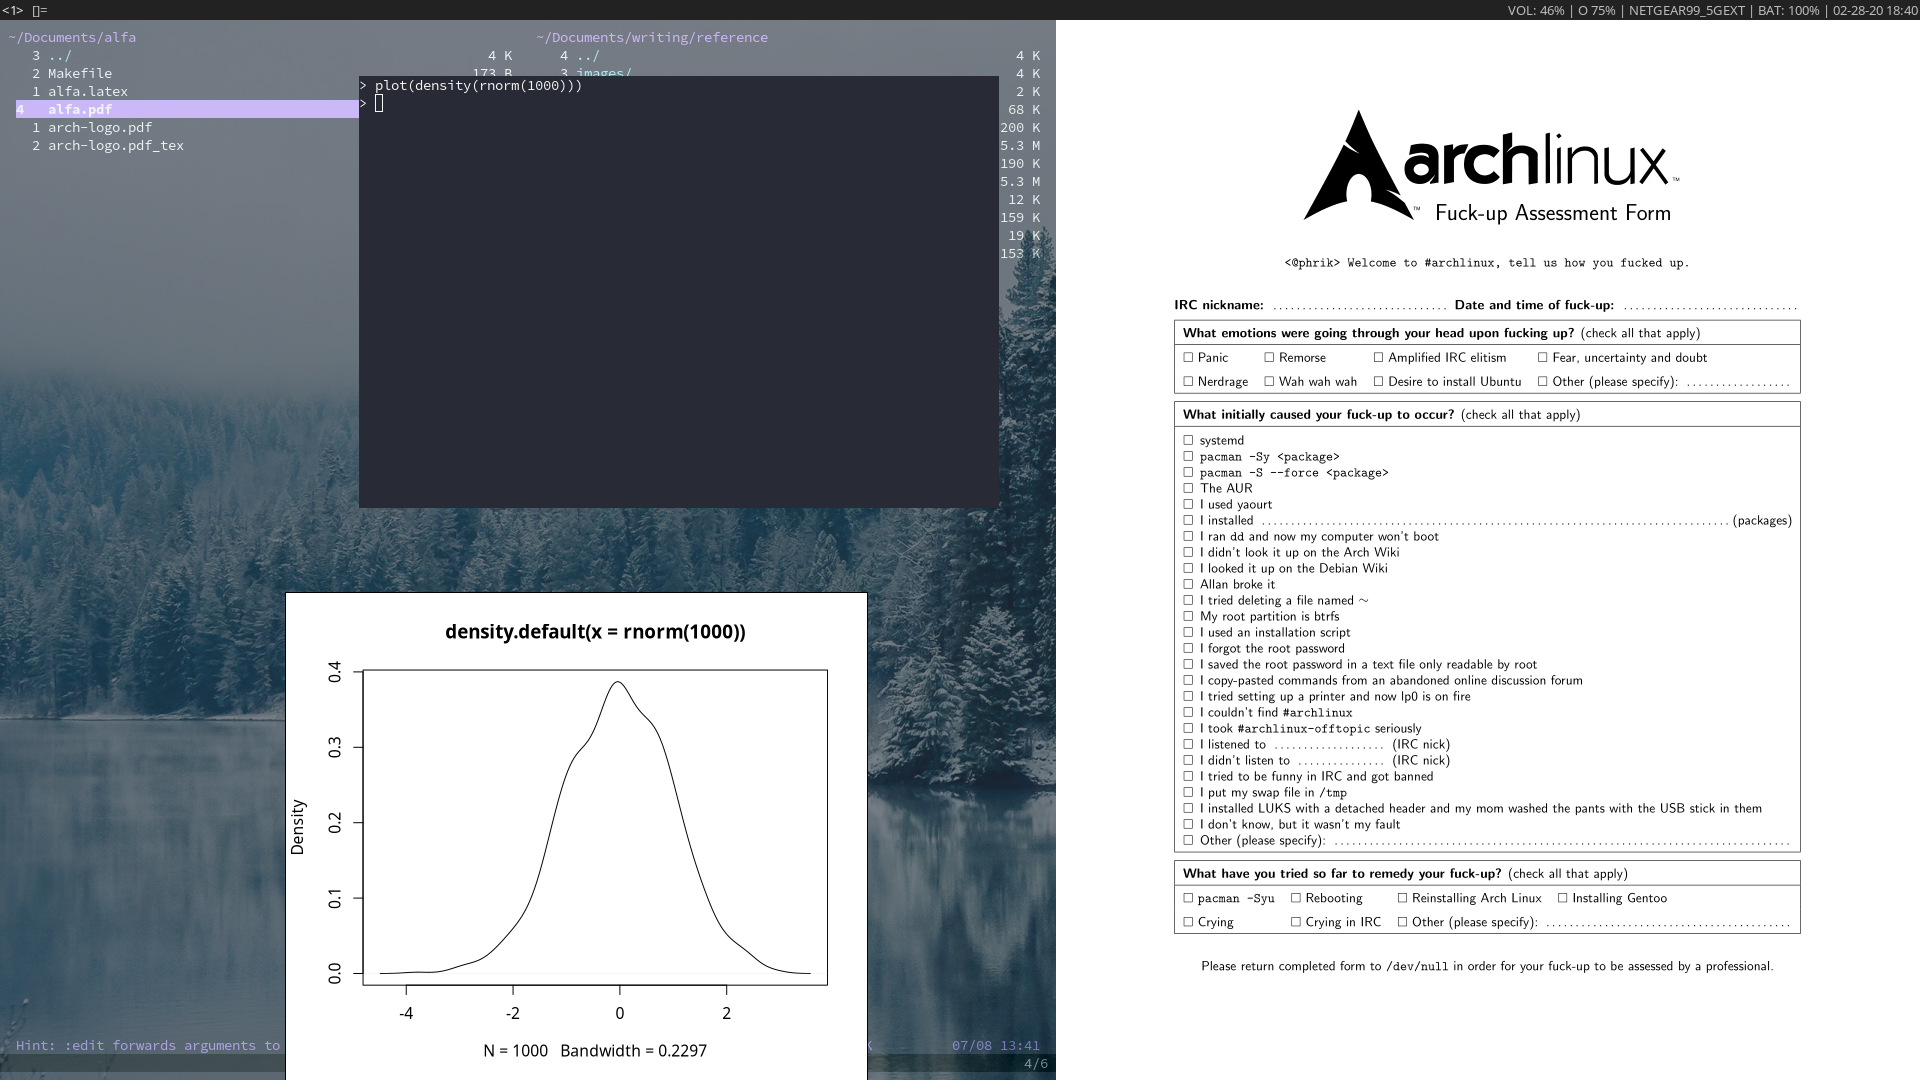 <1> []=
VOL: 46% | O 75% | NETGEAR99_5GEXT | BAT: 100% | 02-28-20 18:40
~/Documents/alfa
3 ../ 4 K
2 Makefile 173 B
1 alfa.latex
4 alfa.pdf
1 arch-logo.pdf
2 arch-logo.pdf_tex
~/Documents/writing/reference
4 ../ 4 K
3 images/ 4 K
2 K
68 K
200 K
5.3 M
190 K
5.3 M
12 K
159 K
19 K
153 K
> plot(density(rnorm(1000)))
>
density.default(x = rnorm(1000))
Density
0.4
0.3
0.2
0.1
0.0
-4 -2 0 2
N = 1000 Bandwidth = 0.2297
Hint: :edit forwards arguments to
K 07/08 13:41
4/6
archlinux™
™ Fuck-up Assessment Form
<@phrik> Welcome to #archlinux, tell us how you fucked up.
IRC nickname: .............................. Date and time of fuck-up: ..............................
What emotions were going through your head upon fucking up? (check all that apply)
☐ Panic ☐ Remorse ☐ Amplified IRC elitism ☐ Fear, uncertainty and doubt
☐ Nerdrage ☐ Wah wah wah ☐ Desire to install Ubuntu ☐ Other (please specify): ..................
What initially caused your fuck-up to occur? (check all that apply)
☐ systemd
☐ pacman -Sy <package>
☐ pacman -S --force <package>
☐ The AUR
☐ I used yaourt
☐ I installed ................................................................................ (packages)
☐ I ran dd and now my computer won't boot
☐ I didn't look it up on the Arch Wiki
☐ I looked it up on the Debian Wiki
☐ Allan broke it
☐ I tried deleting a file named ~
☐ My root partition is btrfs
☐ I used an installation script
☐ I forgot the root password
☐ I saved the root password in a text file only readable by root
☐ I copy-pasted commands from an abandoned online discussion forum
☐ I tried setting up a printer and now lp0 is on fire
☐ I couldn't find #archlinux
☐ I took #archlinux-offtopic seriously
☐ I listened to ................... (IRC nick)
☐ I didn't listen to ............... (IRC nick)
☐ I tried to be funny in IRC and got banned
☐ I put my swap file in /tmp
☐ I installed LUKS with a detached header and my mom washed the pants with the USB stick in them
☐ I don't know, but it wasn't my fault
☐ Other (please specify): ..............................................................................
What have you tried so far to remedy your fuck-up? (check all that apply)
☐ pacman -Syu ☐ Rebooting ☐ Reinstalling Arch Linux ☐ Installing Gentoo
☐ Crying ☐ Crying in IRC ☐ Other (please specify): ..........................................
Please return completed form to /dev/null in order for your fuck-up to be assessed by a professional.